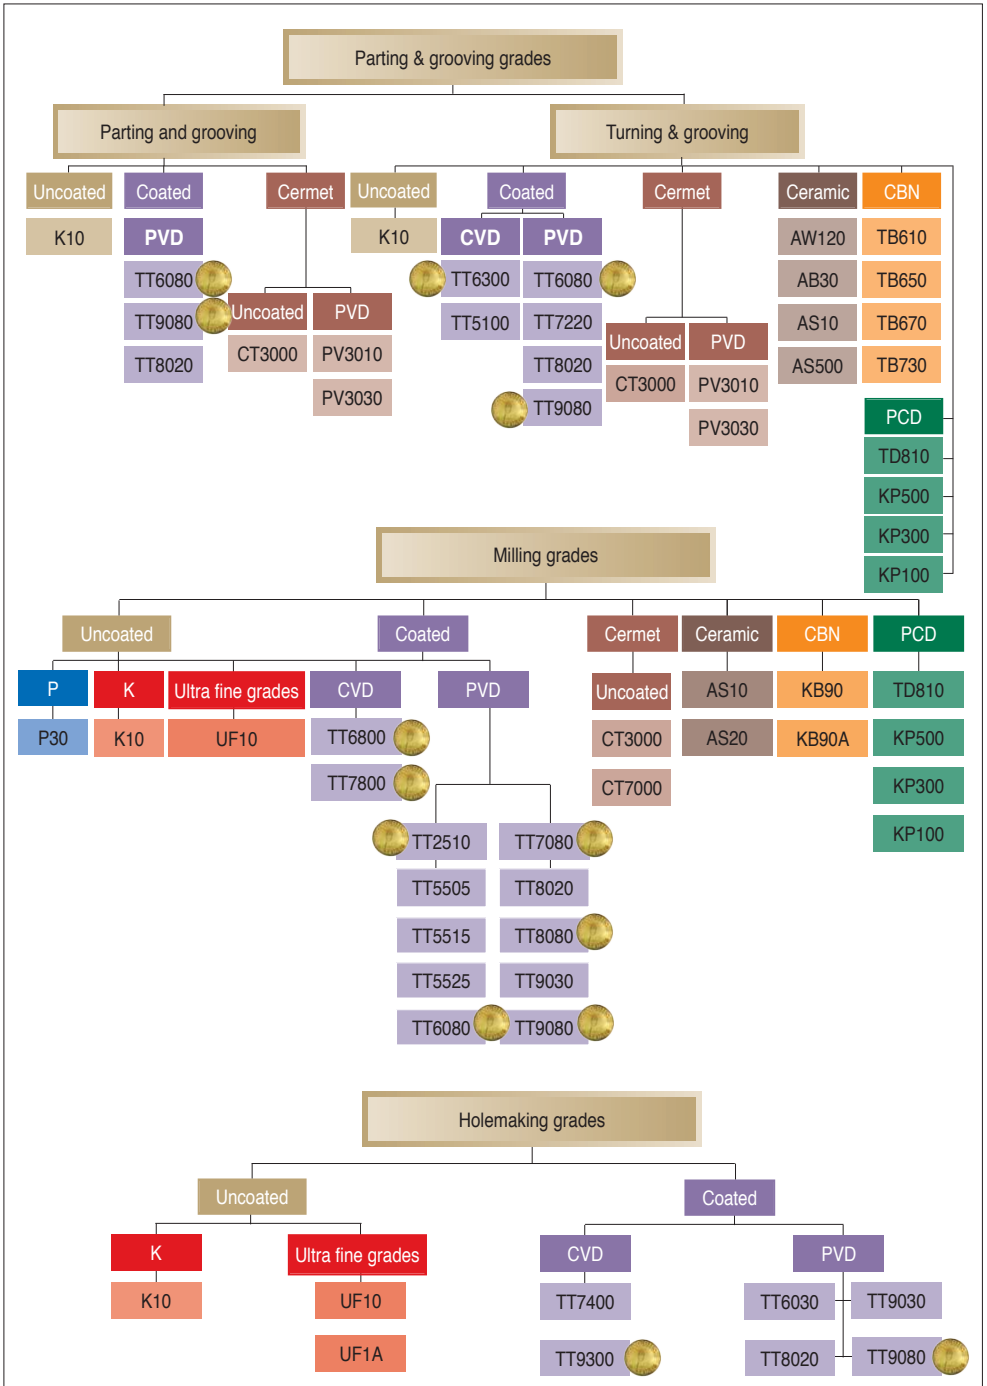 Parting & grooving grades
Parting and grooving
Turning & grooving
Uncoated
Coated
Cermet
Uncoated
Coated
Cermet
Ceramic
CBN
K10
PVD
K10
CVD
PVD
AW120
TB610
TT6080
TT6300
TT6080
AB30
TB650
Uncoated
PVD
TT9080
TT5100
TT7220
AS10
TB670
Uncoated
PVD
CT3000
PV3010
TT8020
TT8020
AS500
TB730
CT3000
PV3010
PV3030
TT9080
PCD
PV3030
TD810
KP500
KP300
KP100
Milling grades
Uncoated
Coated
Cermet
Ceramic
CBN
PCD
P
K
Ultra fine grades
CVD
PVD
Uncoated
AS10
KB90
TD810
P30
K10
UF10
TT6800
CT3000
AS20
KB90A
KP500
TT7800
CT7000
KP300
KP100
TT2510
TT7080
TT5505
TT8020
TT5515
TT8080
TT5525
TT9030
TT6080
TT9080
Holemaking grades
Uncoated
Coated
K
Ultra fine grades
CVD
PVD
K10
UF10
TT7400
TT6030
TT9030
UF1A
TT9300
TT8020
TT9080